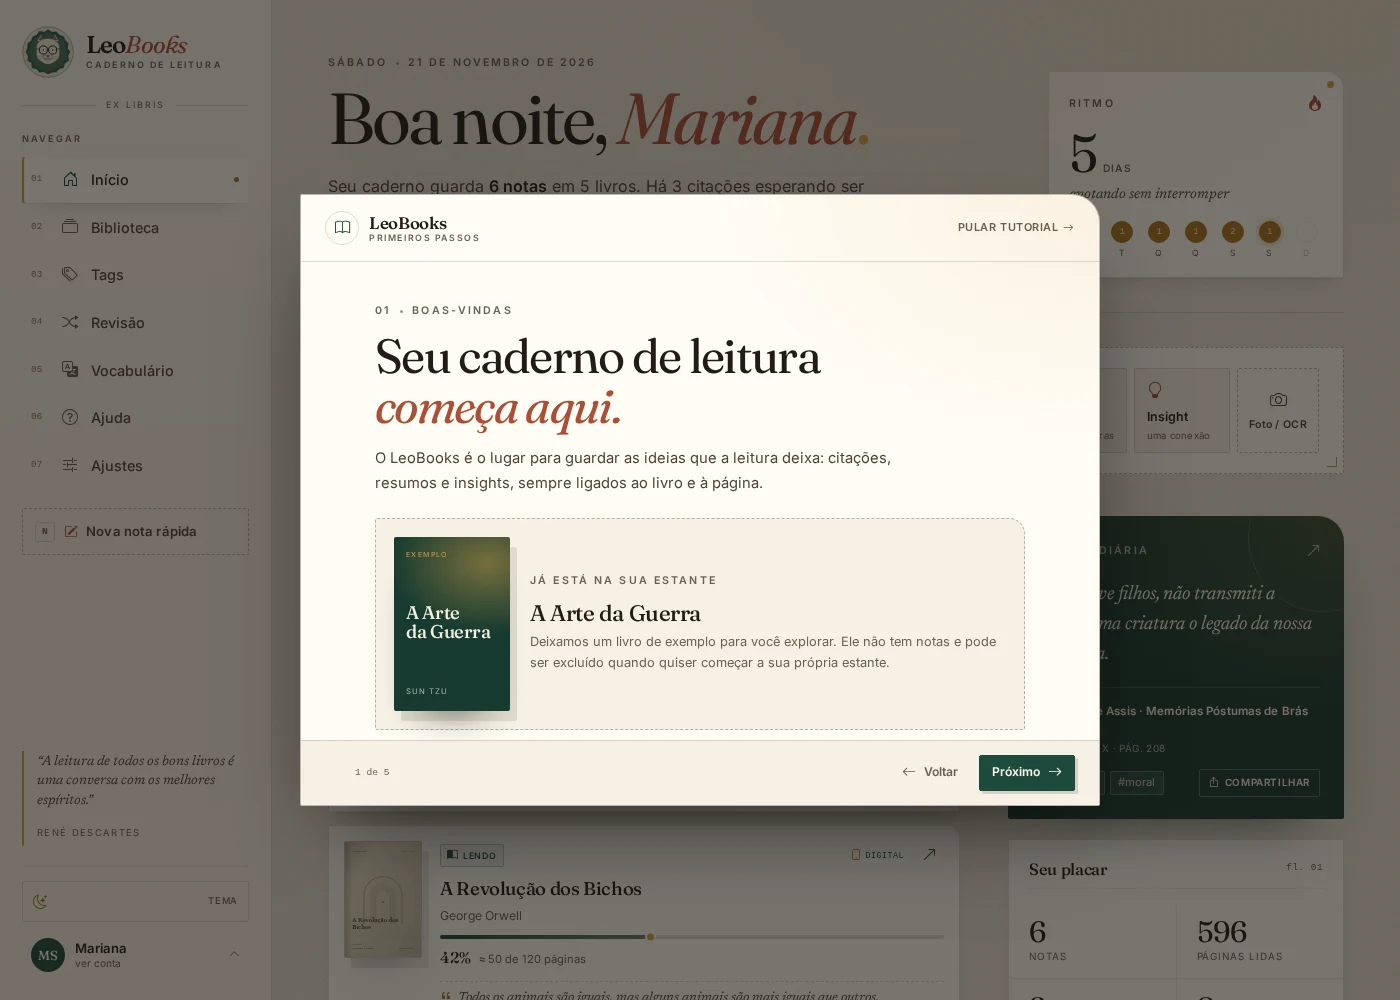 LeoBooks
CADERNO DE LEITURA
EX LIBRIS
NAVEGAR
01 Início
02 Biblioteca
03 Tags
04 Revisão
05 Vocabulário
06 Ajuda
07 Ajustes
N Nova nota rápida
“A leitura de todos os bons livros é
uma conversa com os melhores
espíritos.”
RENÉ DESCARTES
TEMA
MS Mariana
ver conta
SÁBADO • 21 DE NOVEMBRO DE 2026
Boa noite, Mariana.
Seu caderno guarda 6 notas em 5 livros. Há 3 citações esperando ser
RITMO
5 DIAS
anotando sem interromper
1 1 1 2 1
T Q Q S S D
LeoBooks
PRIMEIROS PASSOS
PULAR TUTORIAL →
01 • BOAS-VINDAS
Seu caderno de leitura
começa aqui.
O LeoBooks é o lugar para guardar as ideias que a leitura deixa: citações,
resumos e insights, sempre ligados ao livro e à página.
EXEMPLO
A Arte
da Guerra
SUN TZU
JÁ ESTÁ NA SUA ESTANTE
A Arte da Guerra
Deixamos um livro de exemplo para você explorar. Ele não tem notas e pode
ser excluído quando quiser começar a sua própria estante.
1 de 5
← Voltar
Próximo →
Insight
uma conexão
Foto / OCR
DIÁRIA
filhos, não transmiti a
criatura o legado da nossa
Assis · Memórias Póstumas de Brás
X · PÁG. 208
#moral
COMPARTILHAR
LENDO
DIGITAL
A Revolução dos Bichos
George Orwell
A Revolução dos
Bichos
42% ≈ 50 de 120 páginas
“ Todos os animais são iguais, mas alguns animais são mais iguais que outros.
Seu placar
fl. 01
6
NOTAS
596
PÁGINAS LIDAS